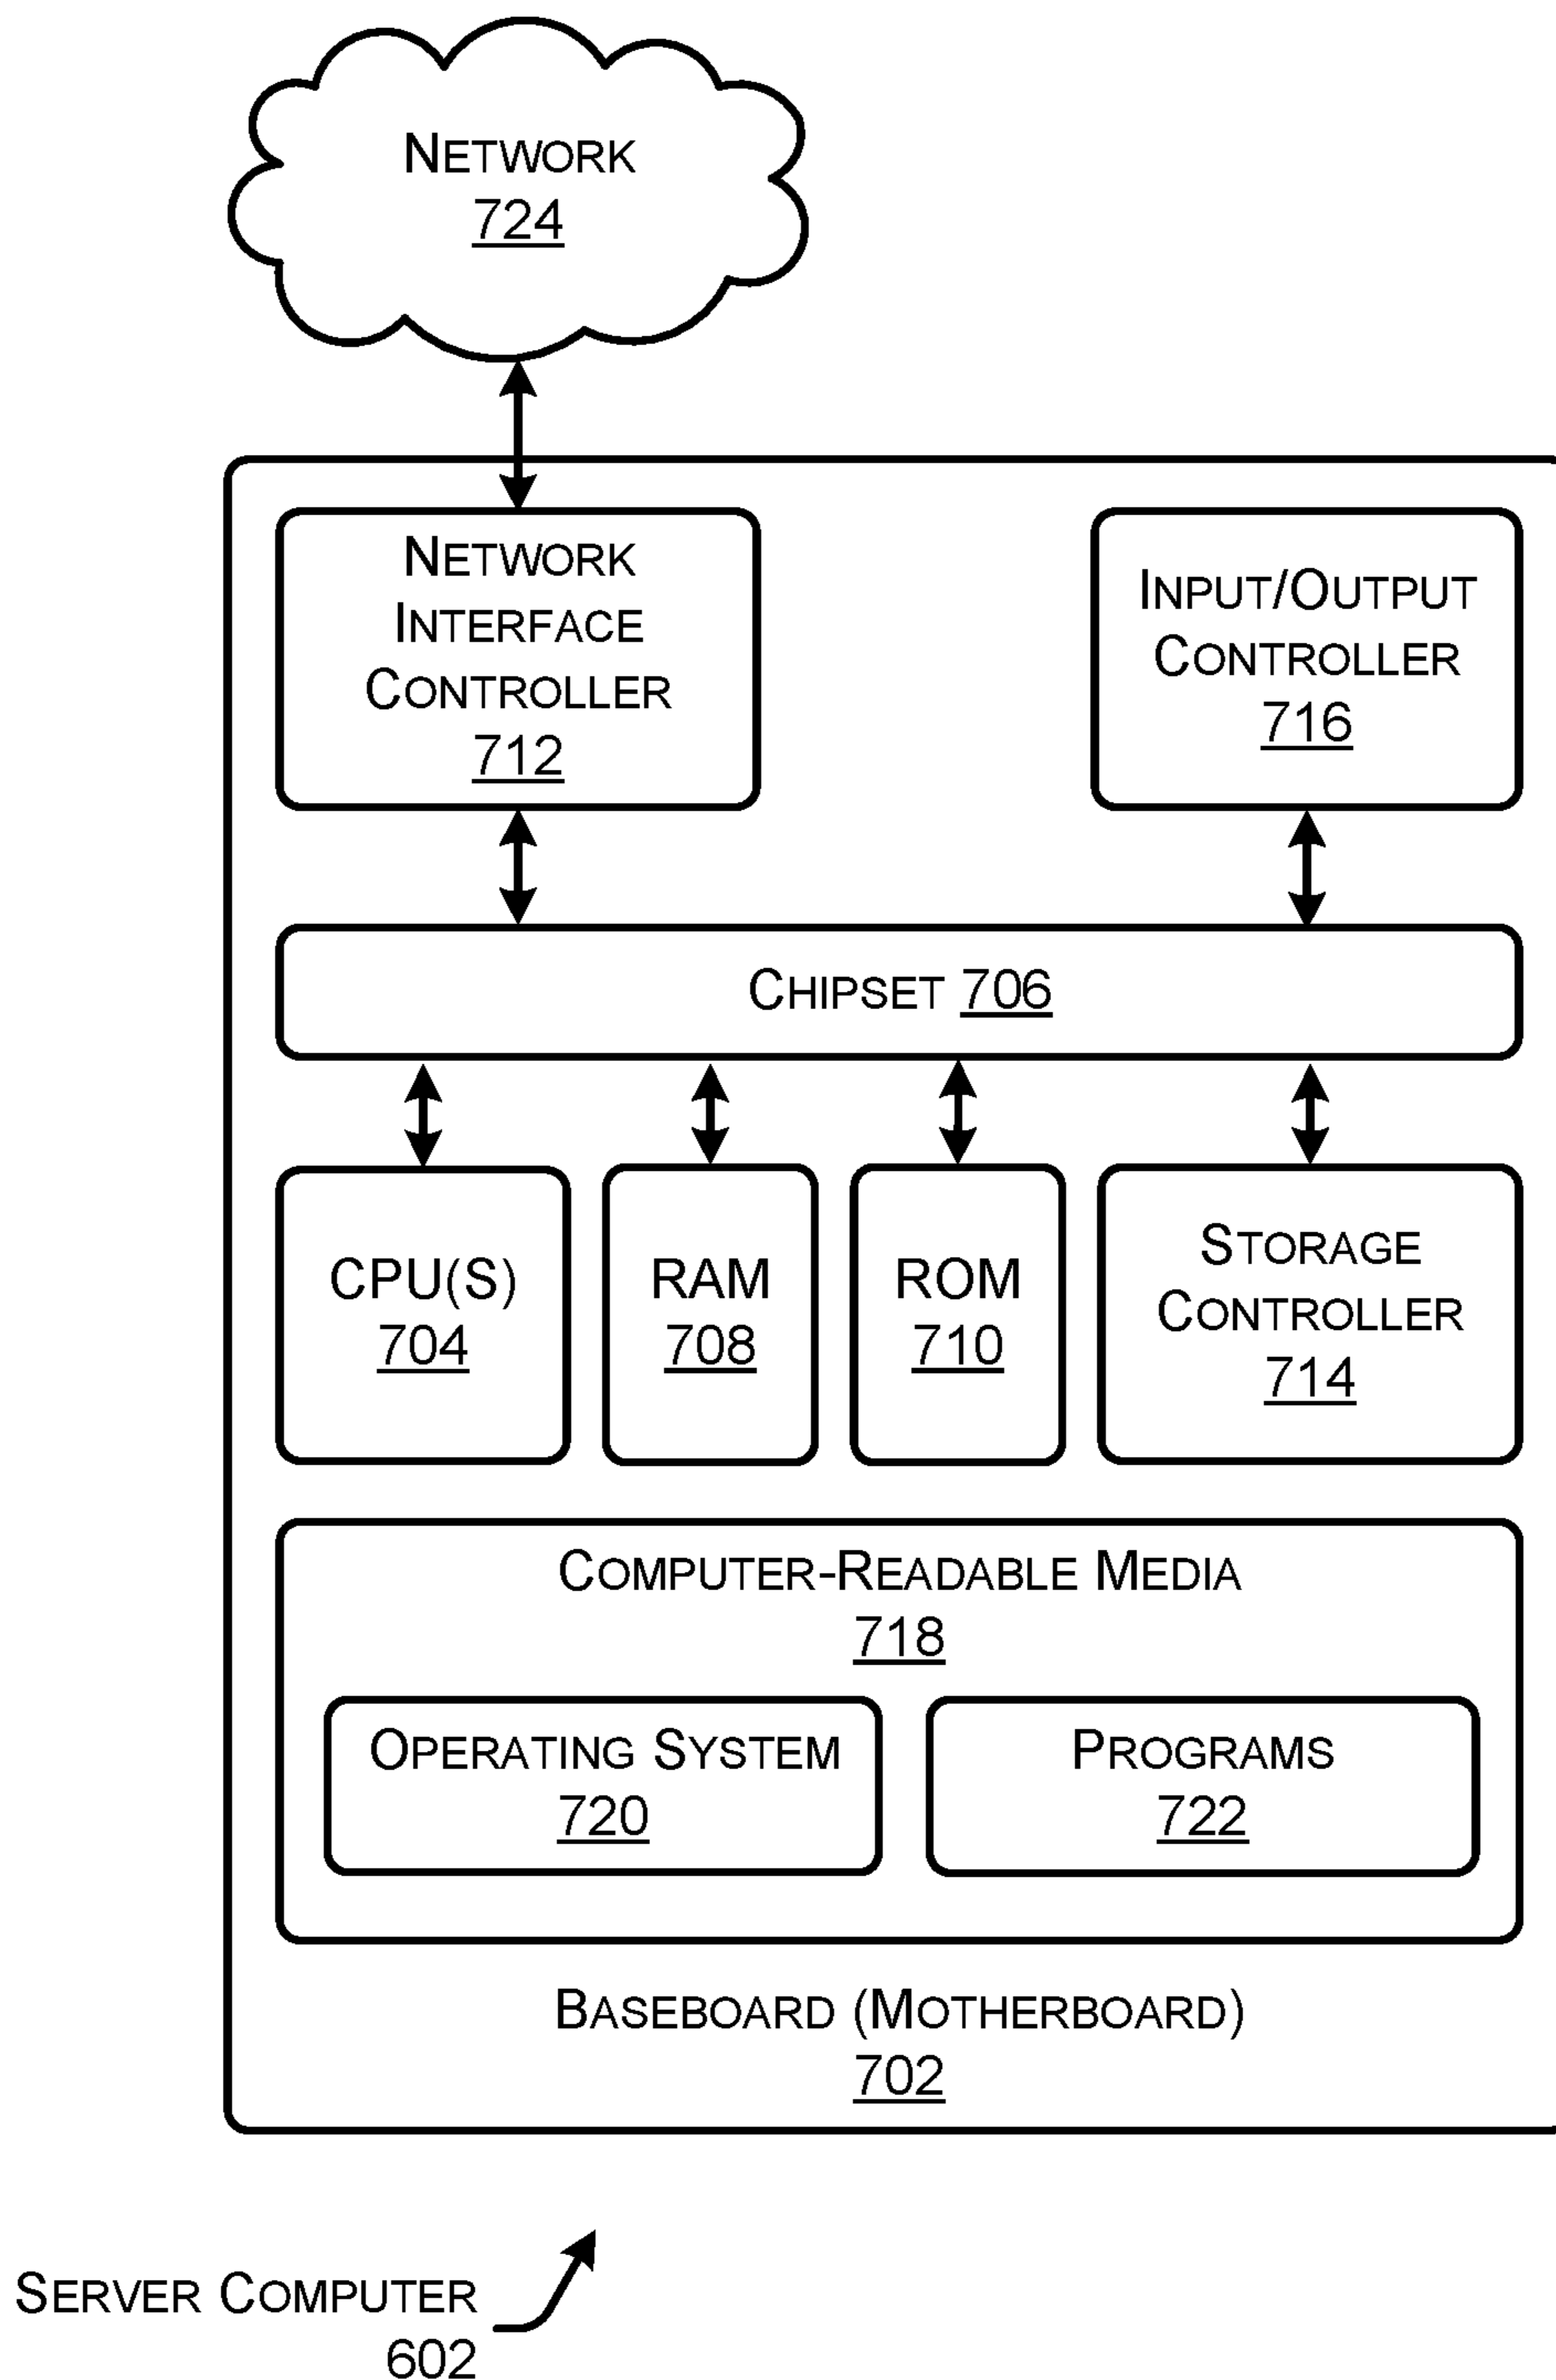 NETWORK
724
NETWORK
INTERFACE
CONTROLLER
712
INPUT/OUTPUT
CONTROLLER
716
CHIPSET 706
CPU(S)
704
RAM
708
ROM
710
STORAGE
CONTROLLER
714
COMPUTER-READABLE MEDIA
718
OPERATING SYSTEM
720
PROGRAMS
722
BASEBOARD (MOTHERBOARD)
702
SERVER COMPUTER
602